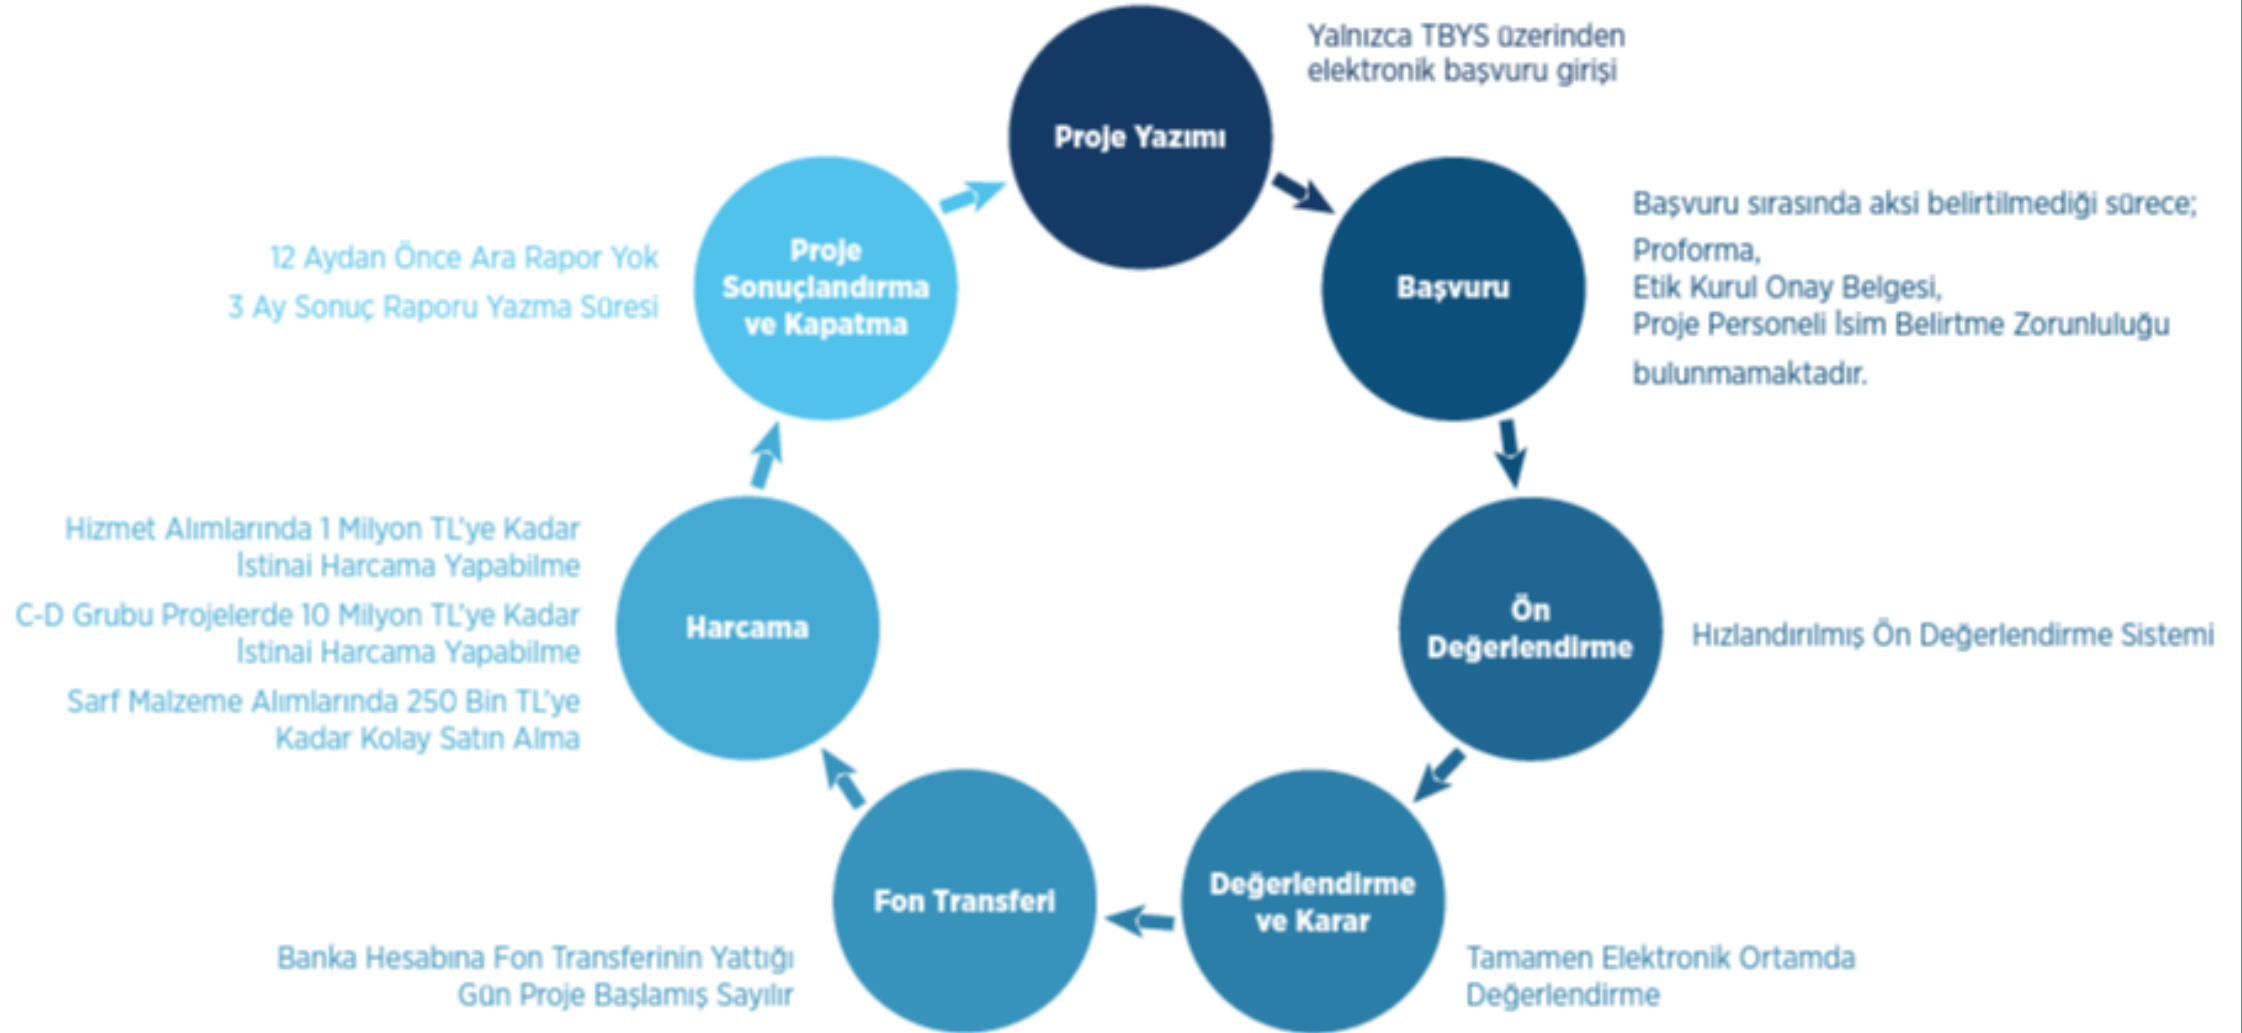 Proje Yazımı
Yalnızca TBYS üzerinden
elektronik başvuru girişi
Başvuru
Başvuru sırasında aksi belirtilmediği sürece;
Proforma,
Etik Kurul Onay Belgesi,
Proje Personeli İsim Belirtme Zorunluluğu
bulunmamaktadır.
Ön
Değerlendirme
Hızlandırılmış Ön Değerlendirme Sistemi
Değerlendirme
ve Karar
Tamamen Elektronik Ortamda
Değerlendirme
Fon Transferi
Banka Hesabına Fon Transferinin Yattığı
Gün Proje Başlamış Sayılır
Harcama
Hizmet Alımlarında 1 Milyon TL'ye Kadar
İstinai Harcama Yapabilme
C-D Grubu Projelerde 10 Milyon TL'ye Kadar
İstinai Harcama Yapabilme
Sarf Malzeme Alımlarında 250 Bin TL'ye
Kadar Kolay Satın Alma
Proje
Sonuçlandırma
ve Kapatma
12 Aydan Önce Ara Rapor Yok
3 Ay Sonuç Raporu Yazma Süresi